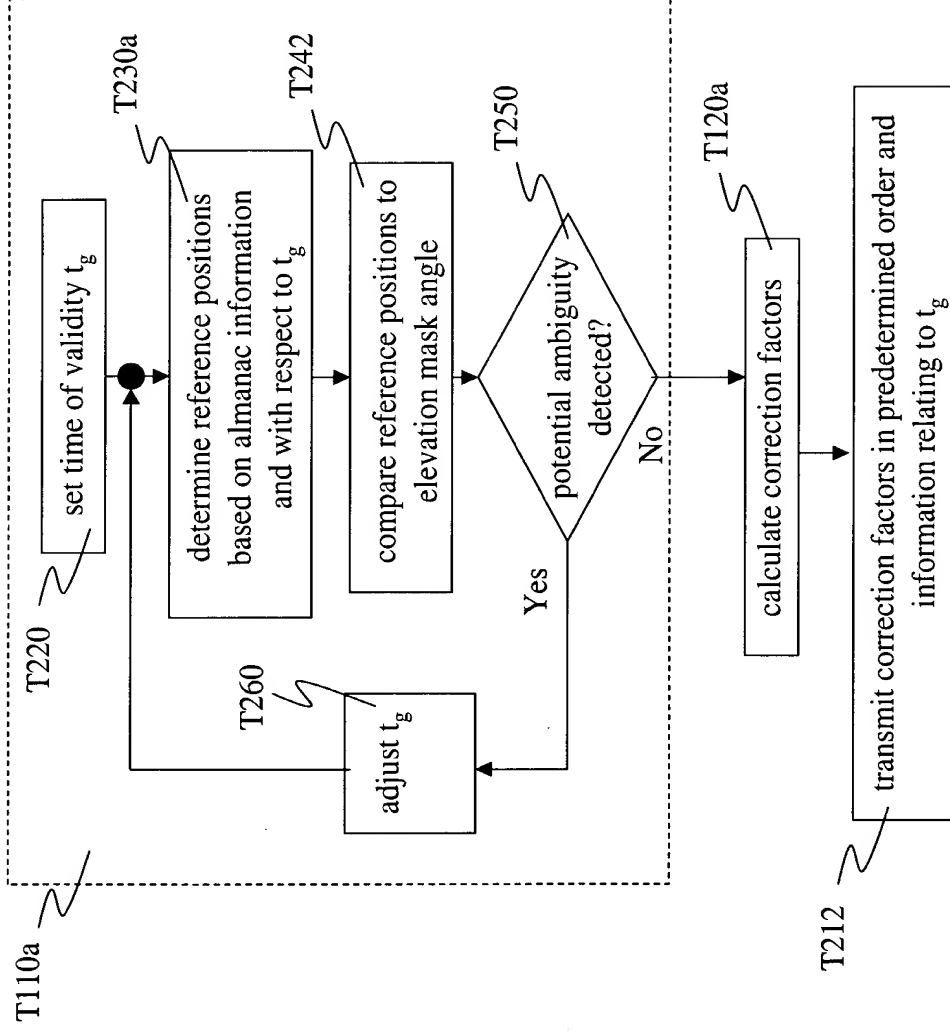 T110a
T220
set time of validity t_g
T230a
determine reference positions
based on almanac information
and with respect to t_g
T242
compare reference positions to
elevation mask angle
T250
potential ambiguity
detected?
Yes
No
T260
adjust t_g
T120a
calculate correction factors
T212
transmit correction factors in predetermined order and
information relating to t_g